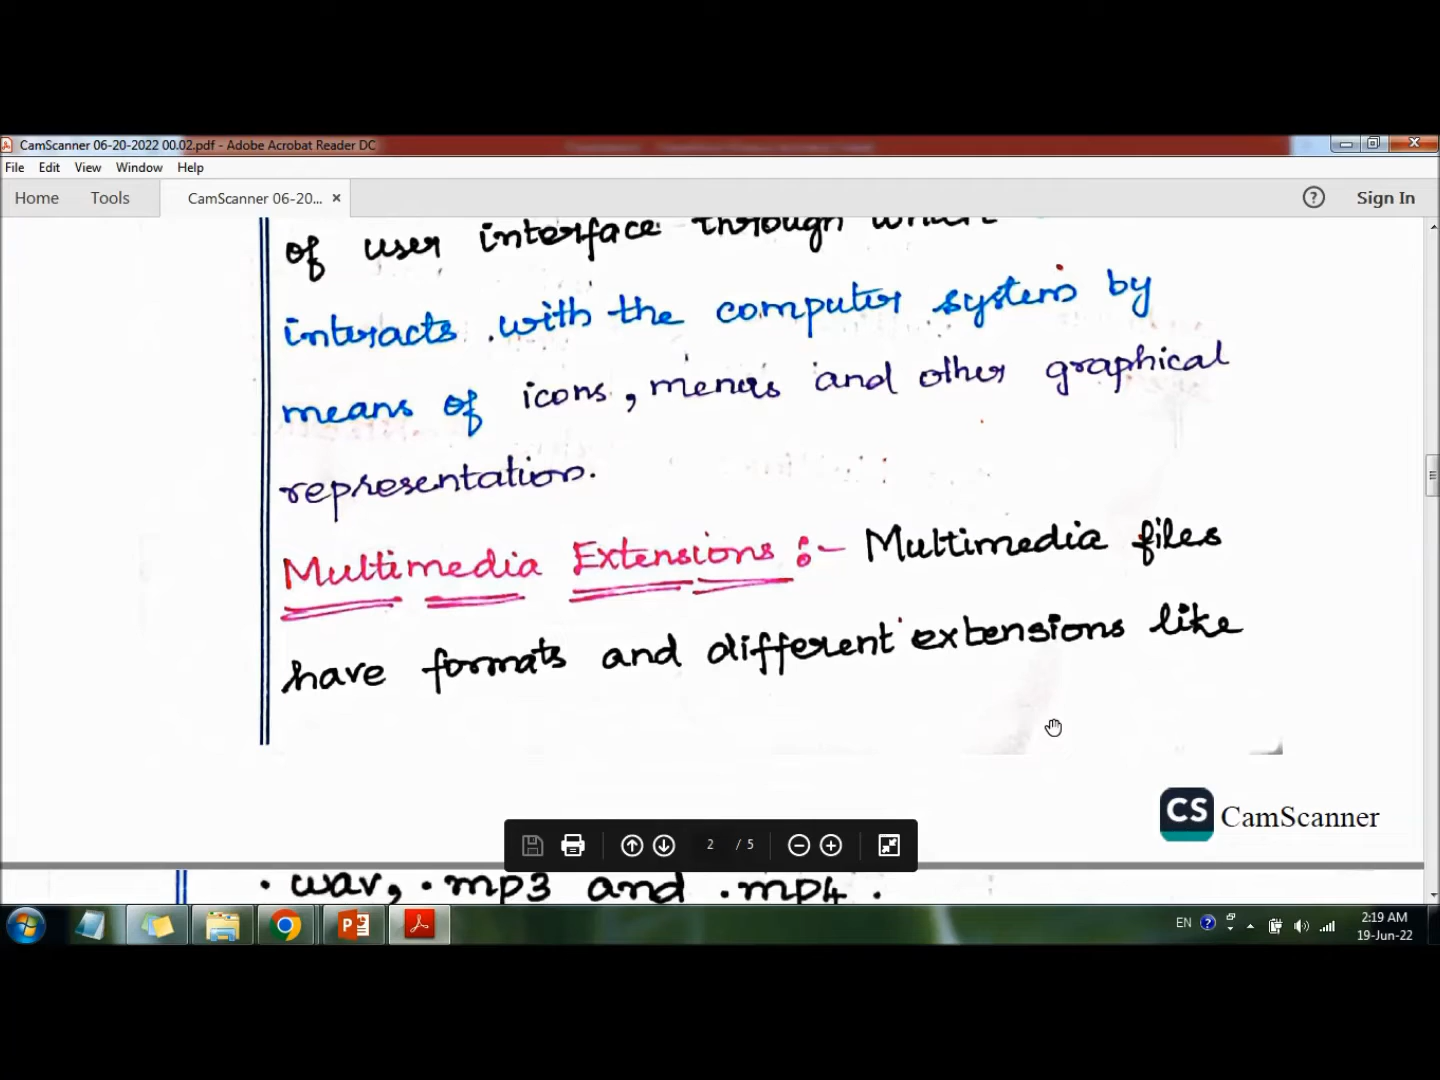 CamScanner 06-20-2022 00.02.pdf - Adobe Acrobat Reader DC
File Edit View Window Help
Home Tools CamScanner 06-20... × ? Sign In
of user interface through which
interacts with the computer system by
means of icons, menus and other graphical
representation.
Multimedia Extensions :- Multimedia files
have formats and different extensions like
CS CamScanner
2 / 5
.wav, .mp3 and .mp4.
EN 2:19 AM
19-Jun-22